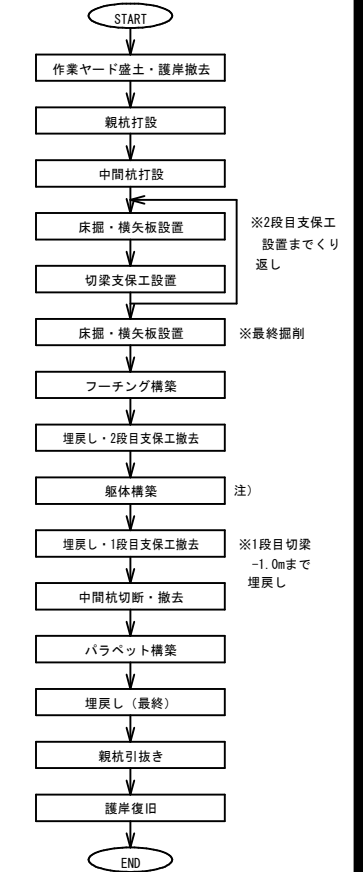 START
作業ヤード盛土・護岸撤去
親杭打設
中間杭打設
床掘・横矢板設置
※2段目支保工
設置までくり
返し
切梁支保工設置
床掘・横矢板設置
※最終掘削
フーチング構築
埋戻し・2段目支保工撤去
躯体構築
注）
埋戻し・1段目支保工撤去
※1段目切梁
-1.0mまで
埋戻し
中間杭切断・撤去
パラペット構築
埋戻し（最終）
親杭引抜き
護岸復旧
END